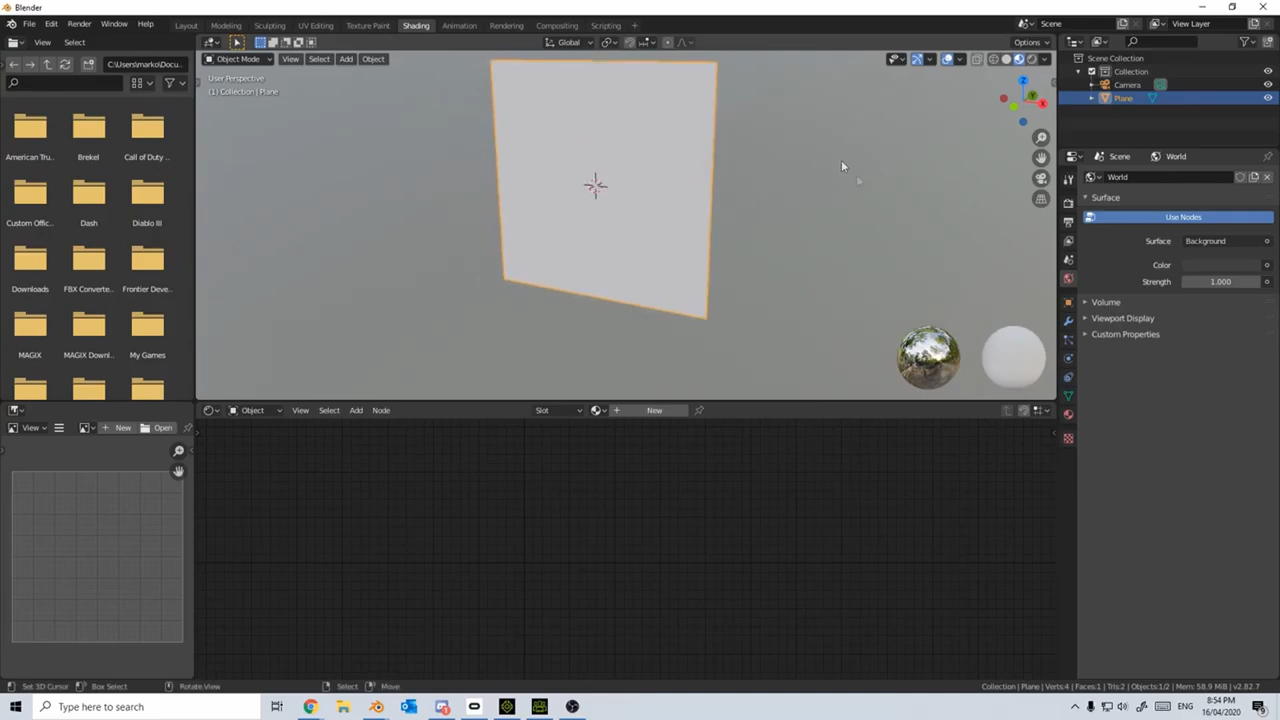 Blender
File Edit Render Window Help Layout Modeling Sculpting UV Editing Texture Paint Shading Animation Rendering Compositing Scripting + Scene View Layer
View Select Global Options
C:\Users\marko\Docu...
Object Mode View Select Add Object
User Perspective
(1) Collection | Plane
American Tru.. Brekel Call of Duty ..
Custom Offic.. Dash Diablo III
Downloads FBX Converte.. Frontier Deve..
MAGIX MAGIX Downl.. My Games
Z
Y
X
Scene Collection
Collection
Camera
Plane
Scene World
World
Surface
Use Nodes
Surface Background
Color
Strength 1.000
Volume
Viewport Display
Custom Properties
Object View Select Add Node Slot New
View New Open
Set 3D Cursor Box Select Rotate View Select Move Collection | Plane | Verts:4 | Faces:1 | Tris:2 | Objects:1/2 | Mem: 58.9 MiB | v2.82.7
Type here to search ENG 8:54 PM
16/04/2020